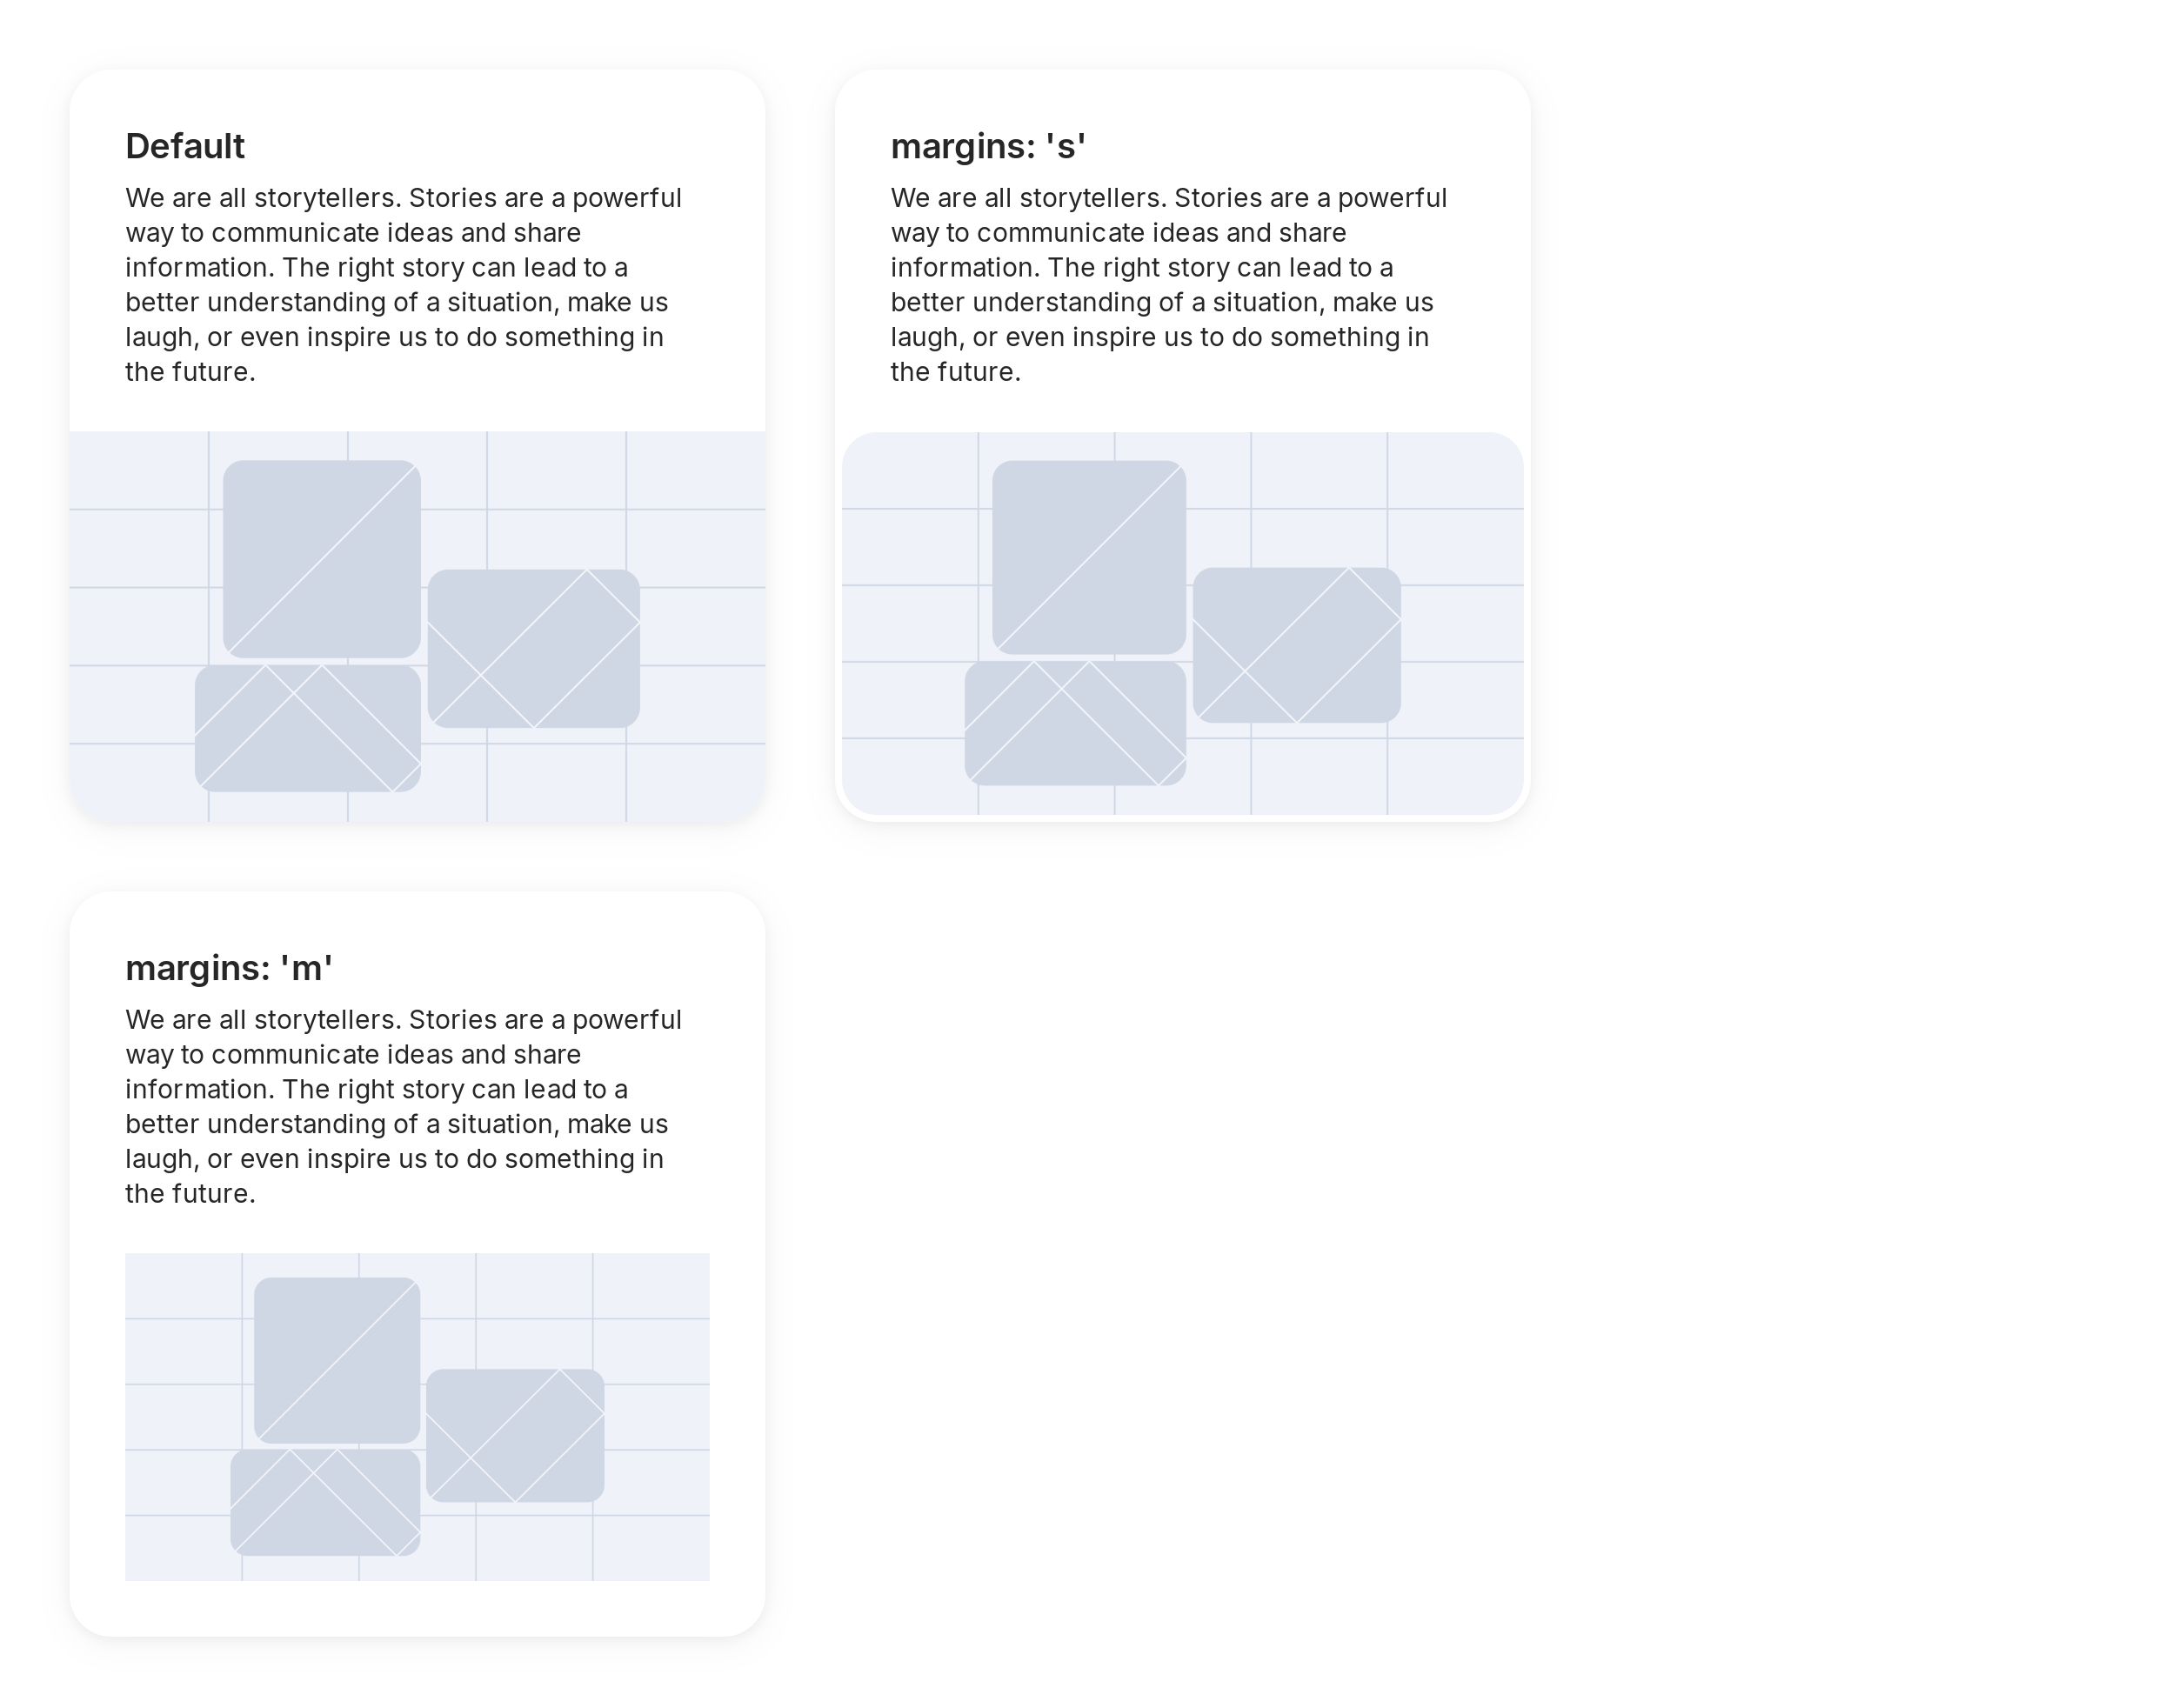 Default
We are all storytellers. Stories are a powerful
way to communicate ideas and share
information. The right story can lead to a
better understanding of a situation, make us
laugh, or even inspire us to do something in
the future.
margins: 's'
We are all storytellers. Stories are a powerful
way to communicate ideas and share
information. The right story can lead to a
better understanding of a situation, make us
laugh, or even inspire us to do something in
the future.
margins: 'm'
We are all storytellers. Stories are a powerful
way to communicate ideas and share
information. The right story can lead to a
better understanding of a situation, make us
laugh, or even inspire us to do something in
the future.